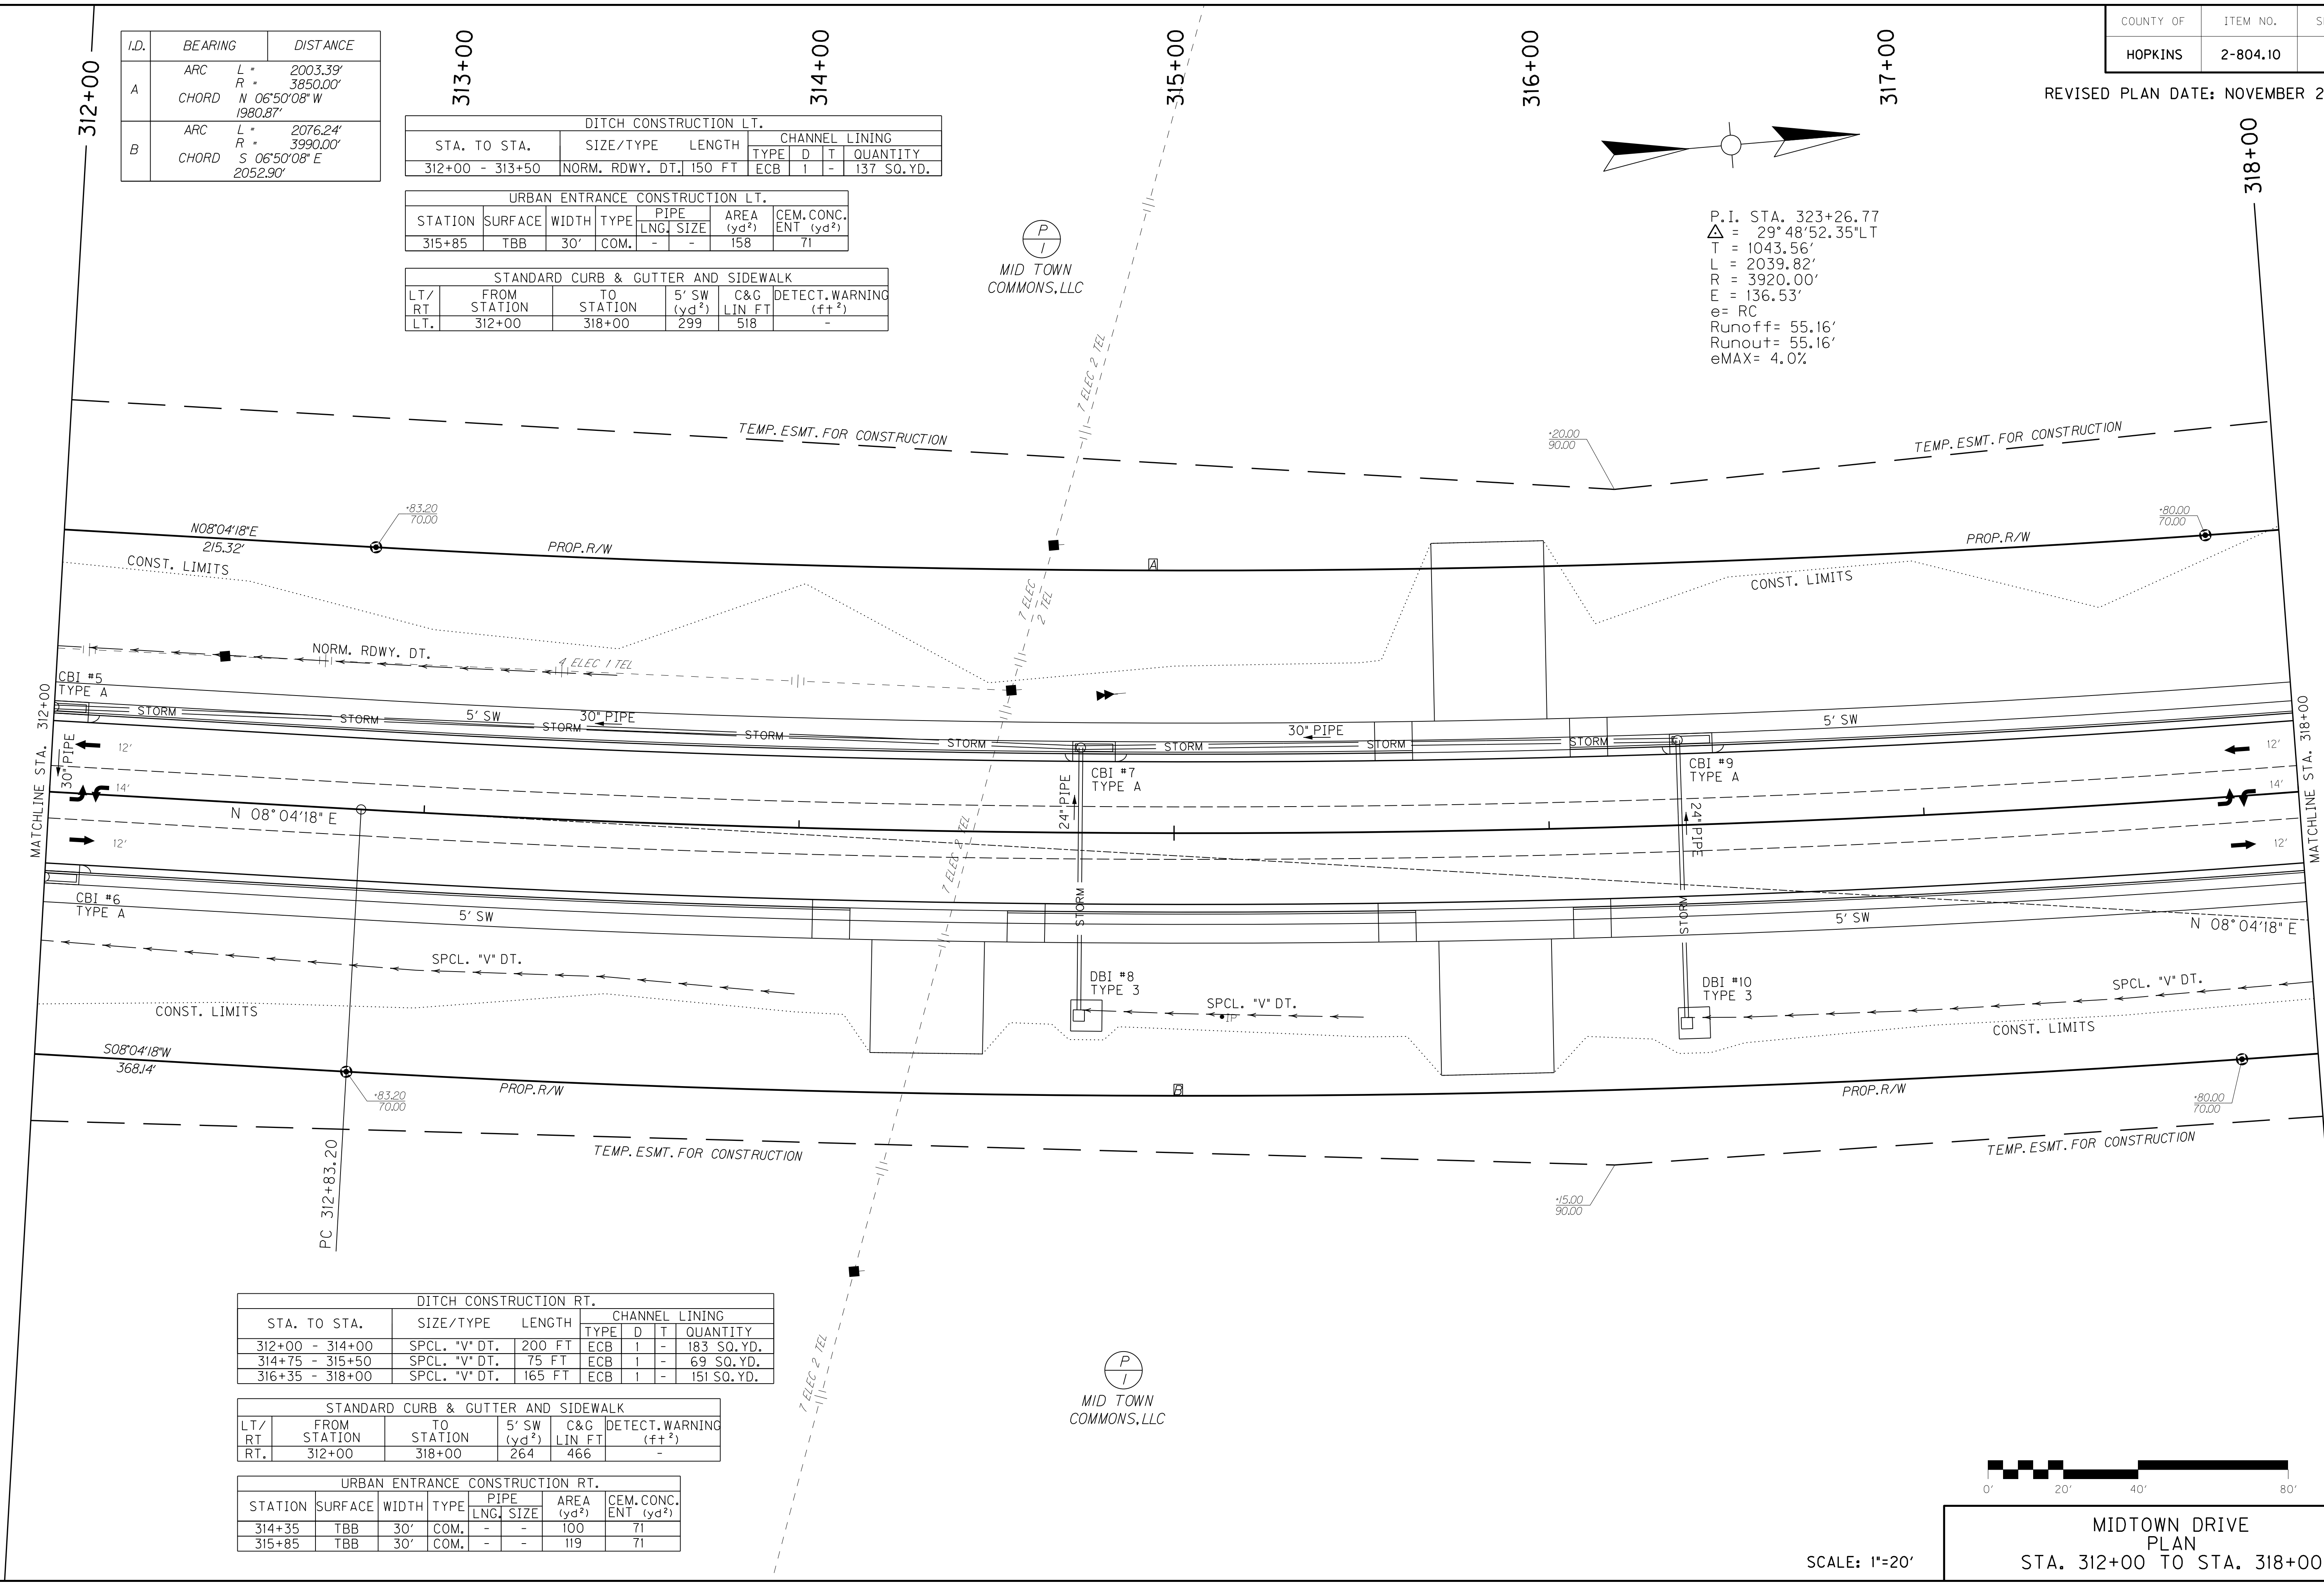 312+00
313+00
314+00
315+00
316+00
317+00
318+00
COUNTY OF ITEM NO.
HOPKINS 2-804.10
REVISED PLAN DATE: NOVEMBER 2
I.D. BEARING DISTANCE
A ARC L = 2003.39'
R = 3850.00'
CHORD N 06°50'08" W
1980.87'
B ARC L = 2076.24'
R = 3990.00'
CHORD S 06°50'08" E
2052.90'
DITCH CONSTRUCTION LT.
STA. TO STA. SIZE/TYPE LENGTH CHANNEL LINING
TYPE D T QUANTITY
312+00 - 313+50 NORM. RDWY. DT. 150 FT ECB 1 - 137 SQ.YD.
URBAN ENTRANCE CONSTRUCTION LT.
STATION SURFACE WIDTH TYPE PIPE AREA (yd²) CEM.CONC. ENT (yd²)
LNG. SIZE
315+85 TBB 30' COM. - - 158 71
STANDARD CURB & GUTTER AND SIDEWALK
LT/ RT FROM STATION TO STATION 5' SW (yd²) C&G LIN FT DETECT.WARNING (ft²)
LT. 312+00 318+00 299 518 -
P
1
MID TOWN
COMMONS,LLC
P.I. STA. 323+26.77
△ = 29°48'52.35"LT
T = 1043.56'
L = 2039.82'
R = 3920.00'
E = 136.53'
e= RC
Runoff= 55.16'
Runout= 55.16'
eMAX= 4.0%
7 ELEC 2 TEL
TEMP. ESMT. FOR CONSTRUCTION
+20.00
90.00
TEMP. ESMT. FOR CONSTRUCTION
N08°04'18"E
215.32'
+83.20
70.00
PROP.R/W
A
PROP.R/W
+80.00
70.00
CONST. LIMITS
CONST. LIMITS
7 ELEC
2 TEL
NORM. RDWY. DT.
4 ELEC 1 TEL
CBI #5
TYPE A
STORM
STORM
5' SW
STORM
30" PIPE
STORM
STORM
STORM
30" PIPE
STORM
STORM
5' SW
MATCHLINE STA. 312+00
30" PIPE
12'
14'
12'
N 08°04'18" E
CBI #7
TYPE A
24" PIPE
CBI #9
TYPE A
24" PIPE
12'
14'
12'
MATCHLINE STA. 318+00
7 ELEC 2 TEL
CBI #6
TYPE A
5' SW
STORM
STORM
5' SW
N 08°04'18" E
SPCL. "V" DT.
DBI #8
TYPE 3
SPCL. "V" DT.
IP
DBI #10
TYPE 3
SPCL. "V" DT.
CONST. LIMITS
CONST. LIMITS
S08°04'18"W
368.14'
+83.20
70.00
PROP.R/W
B
PROP.R/W
+80.00
70.00
PC 312+83.20
TEMP. ESMT. FOR CONSTRUCTION
TEMP. ESMT. FOR CONSTRUCTION
+15.00
90.00
DITCH CONSTRUCTION RT.
STA. TO STA. SIZE/TYPE LENGTH CHANNEL LINING
TYPE D T QUANTITY
312+00 - 314+00 SPCL. "V" DT. 200 FT ECB 1 - 183 SQ.YD.
314+75 - 315+50 SPCL. "V" DT. 75 FT ECB 1 - 69 SQ.YD.
316+35 - 318+00 SPCL. "V" DT. 165 FT ECB 1 - 151 SQ.YD.
STANDARD CURB & GUTTER AND SIDEWALK
LT/ RT FROM STATION TO STATION 5' SW (yd²) C&G LIN FT DETECT.WARNING (ft²)
RT. 312+00 318+00 264 466 -
URBAN ENTRANCE CONSTRUCTION RT.
STATION SURFACE WIDTH TYPE PIPE AREA (yd²) CEM.CONC. ENT (yd²)
LNG. SIZE
314+35 TBB 30' COM. - - 100 71
315+85 TBB 30' COM. - - 119 71
7 ELEC 2 TEL
P
1
MID TOWN
COMMONS,LLC
0' 20' 40' 80'
SCALE: 1"=20'
MIDTOWN DRIVE
PLAN
STA. 312+00 TO STA. 318+00